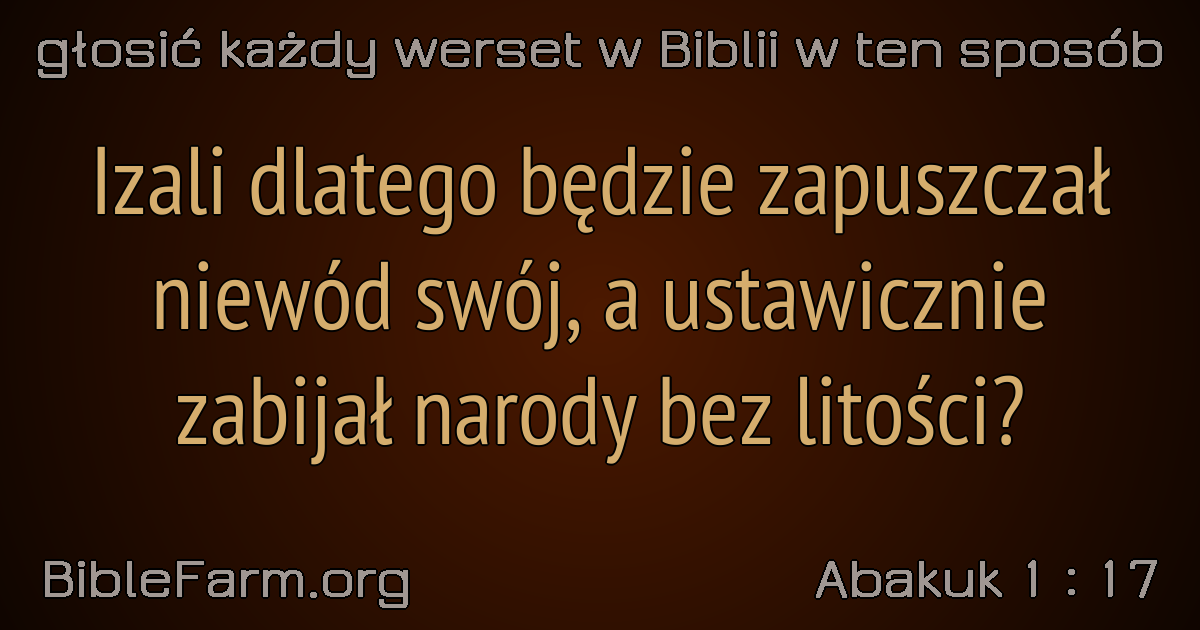 głosić każdy werset w Biblii w ten sposób
Izali dlatego będzie zapuszczał
niewód swój, a ustawicznie
zabijał narody bez litości?
BibleFarm.org
Abakuk 1 : 17